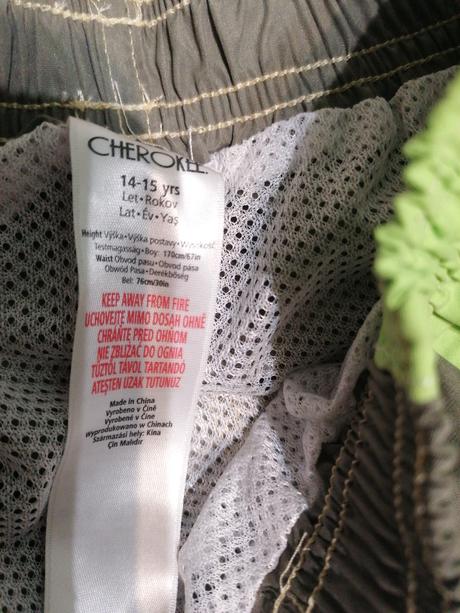 CHEROKEE
14-15 yrs
Let•Rokov
Lat•Év•Yaş
Height Výška•Výška postavy•Wysokość
Testmagasság•Boy: 170cm/67in
Waist Obvod pasu•Obvod pása
Obwód Pasa•Derékbőség
Bel: 76cm/30in
KEEP AWAY FROM FIRE
UCHOVEJTE MIMO DOSAH OHNĚ
CHRÁŇTE PRED OHŇOM
NIE ZBLIŻAĆ DO OGNIA
TŰZTŐL TÁVOL TARTANDÓ
ATEŞTEN UZAK TUTUNUZ
Made in China
Vyrobeno v Číně
Vyrobené v Číne
wyprodukowano w Chinach
Származási hely: Kína
Çin Malıdır